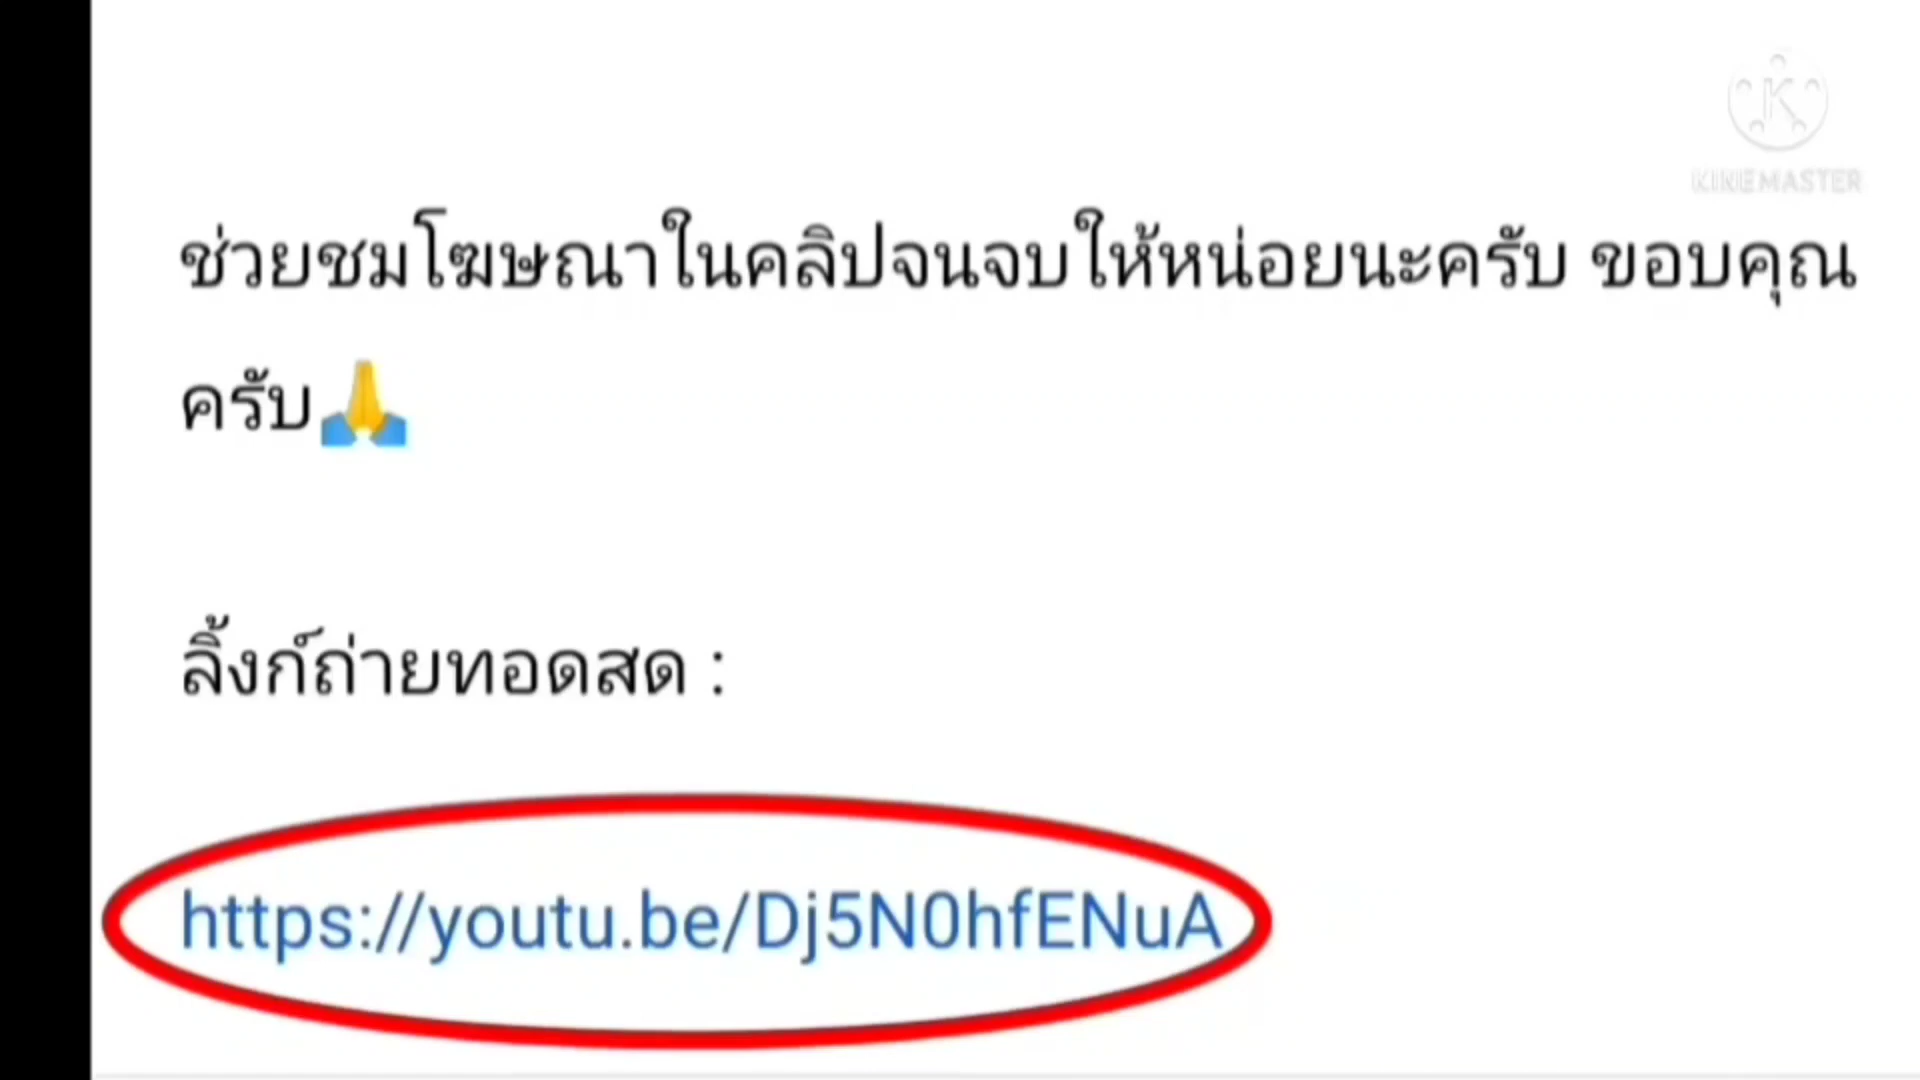 KINEMASTER
ช่วยชมโฆษณาในคลิปจนจบให้หน่อยนะครับ ขอบคุณ
ครับ🙏
ลิ้งก์ถ่ายทอดสด :
https://youtu.be/Dj5N0hfENuA